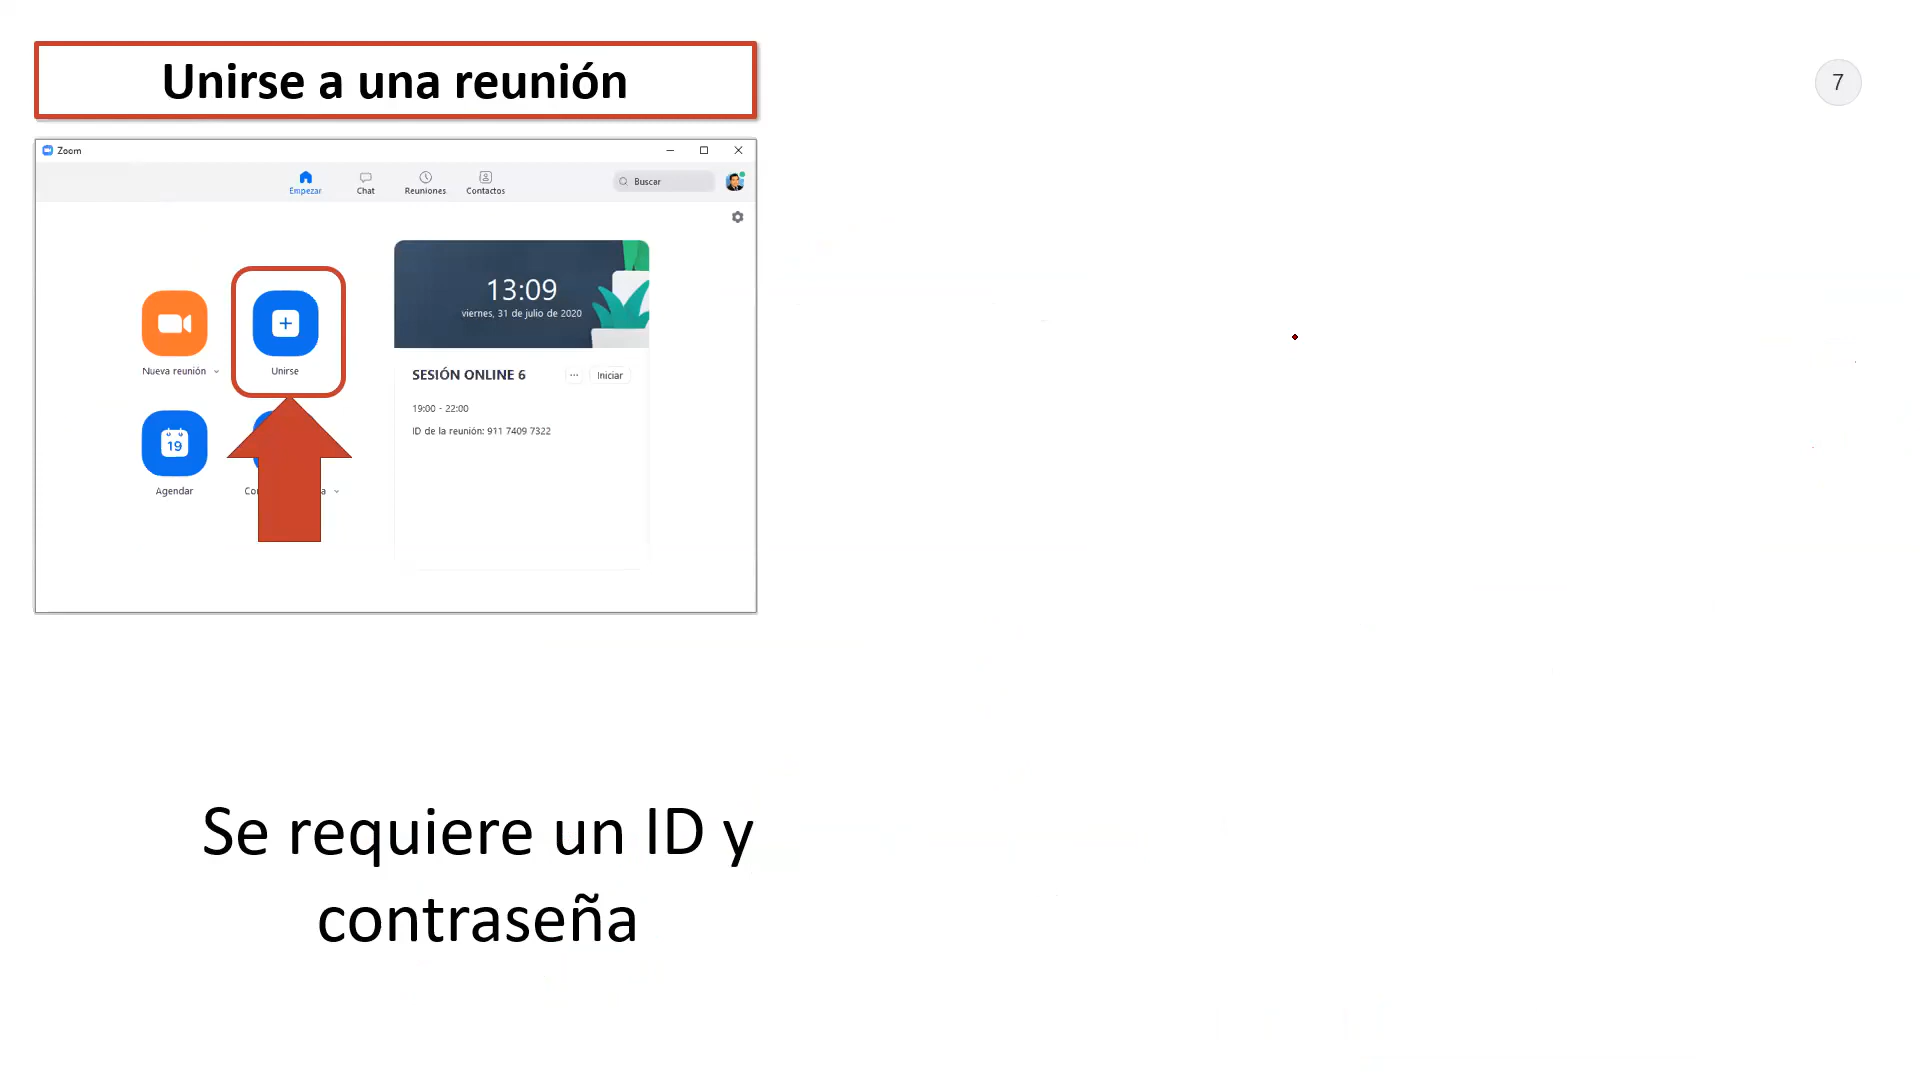 Unirse a una reunión
7
Zoom
Empezar
Chat
Reuniones
Contactos
Buscar
13:09
viernes, 31 de julio de 2020
Nueva reunión
Unirse
SESIÓN ONLINE 6
Iniciar
19:00 - 22:00
ID de la reunión: 911 7409 7322
19
Agendar
Se requiere un ID y
contraseña